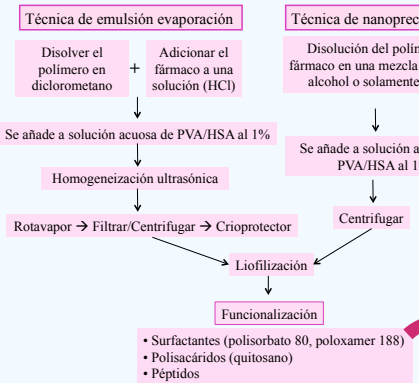 Técnica de emulsión evaporación
Disolver el
polímero en
diclorometano
+
Adicionar el
fármaco a una
solución (HCl)
Se añade a solución acuosa de PVA/HSA al 1%
Homogeneización ultrasónica
Rotavapor → Filtrar/Centrifugar → Crioprotector
Técnica de
Disolución del
fármaco en una mezcla
alcohol o solamente
Se añade a solución
PVA/HSA al
Centrifugar
Liofilización
Funcionalización
• Surfactantes (polisorbato 80, poloxamer 188)
• Polisacáridos (quitosano)
• Péptidos